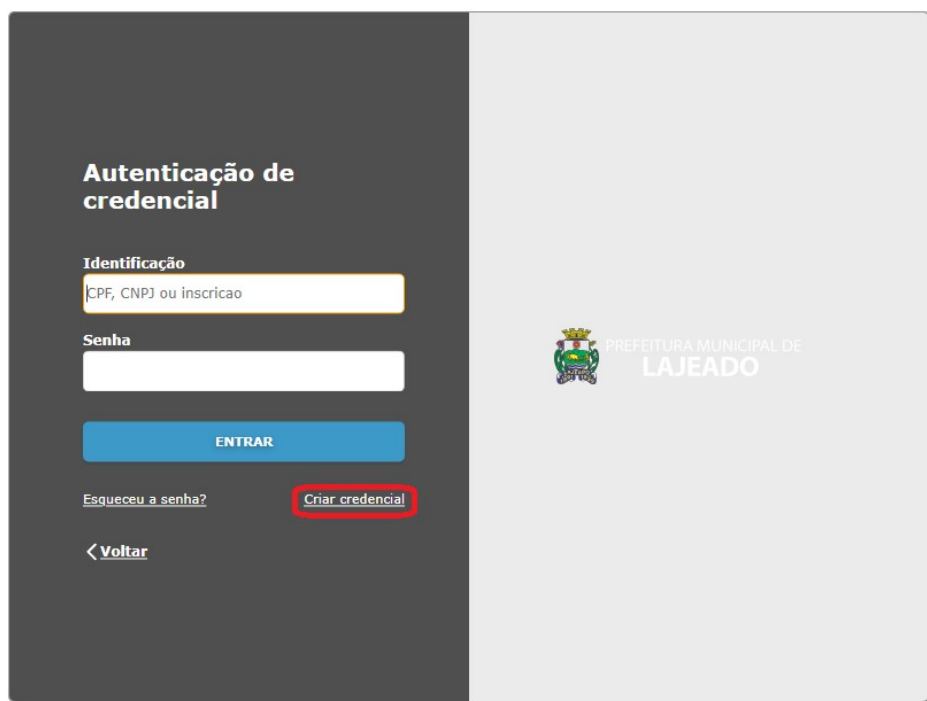 Autenticação de
credencial
Identificação
CPF, CNPJ ou inscricao
Senha
ENTRAR
Esqueceu a senha? Criar credencial
Voltar
PREFEITURA MUNICIPAL DE
LAJEADO